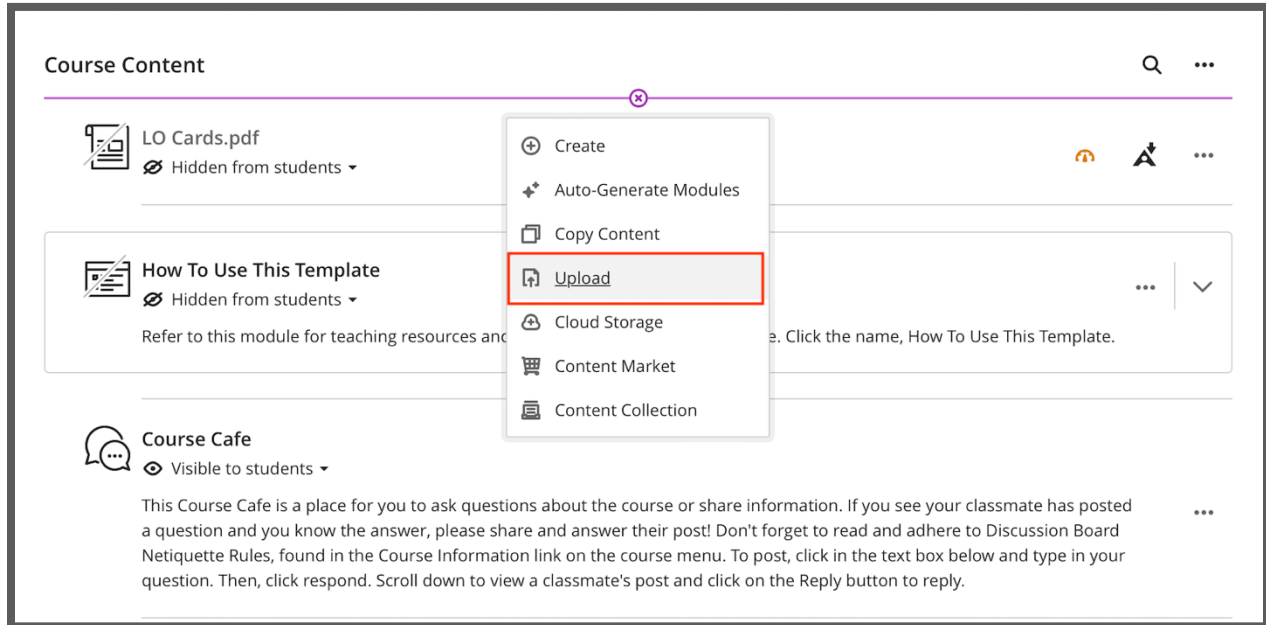 Course Content
LO Cards.pdf
Hidden from students
Create
Auto-Generate Modules
Copy Content
Upload
Cloud Storage
Content Market
Content Collection
How To Use This Template
Hidden from students
Refer to this module for teaching resources and
e. Click the name, How To Use This Template.
Course Cafe
Visible to students
This Course Cafe is a place for you to ask questions about the course or share information. If you see your classmate has posted
a question and you know the answer, please share and answer their post! Don't forget to read and adhere to Discussion Board
Netiquette Rules, found in the Course Information link on the course menu. To post, click in the text box below and type in your
question. Then, click respond. Scroll down to view a classmate's post and click on the Reply button to reply.